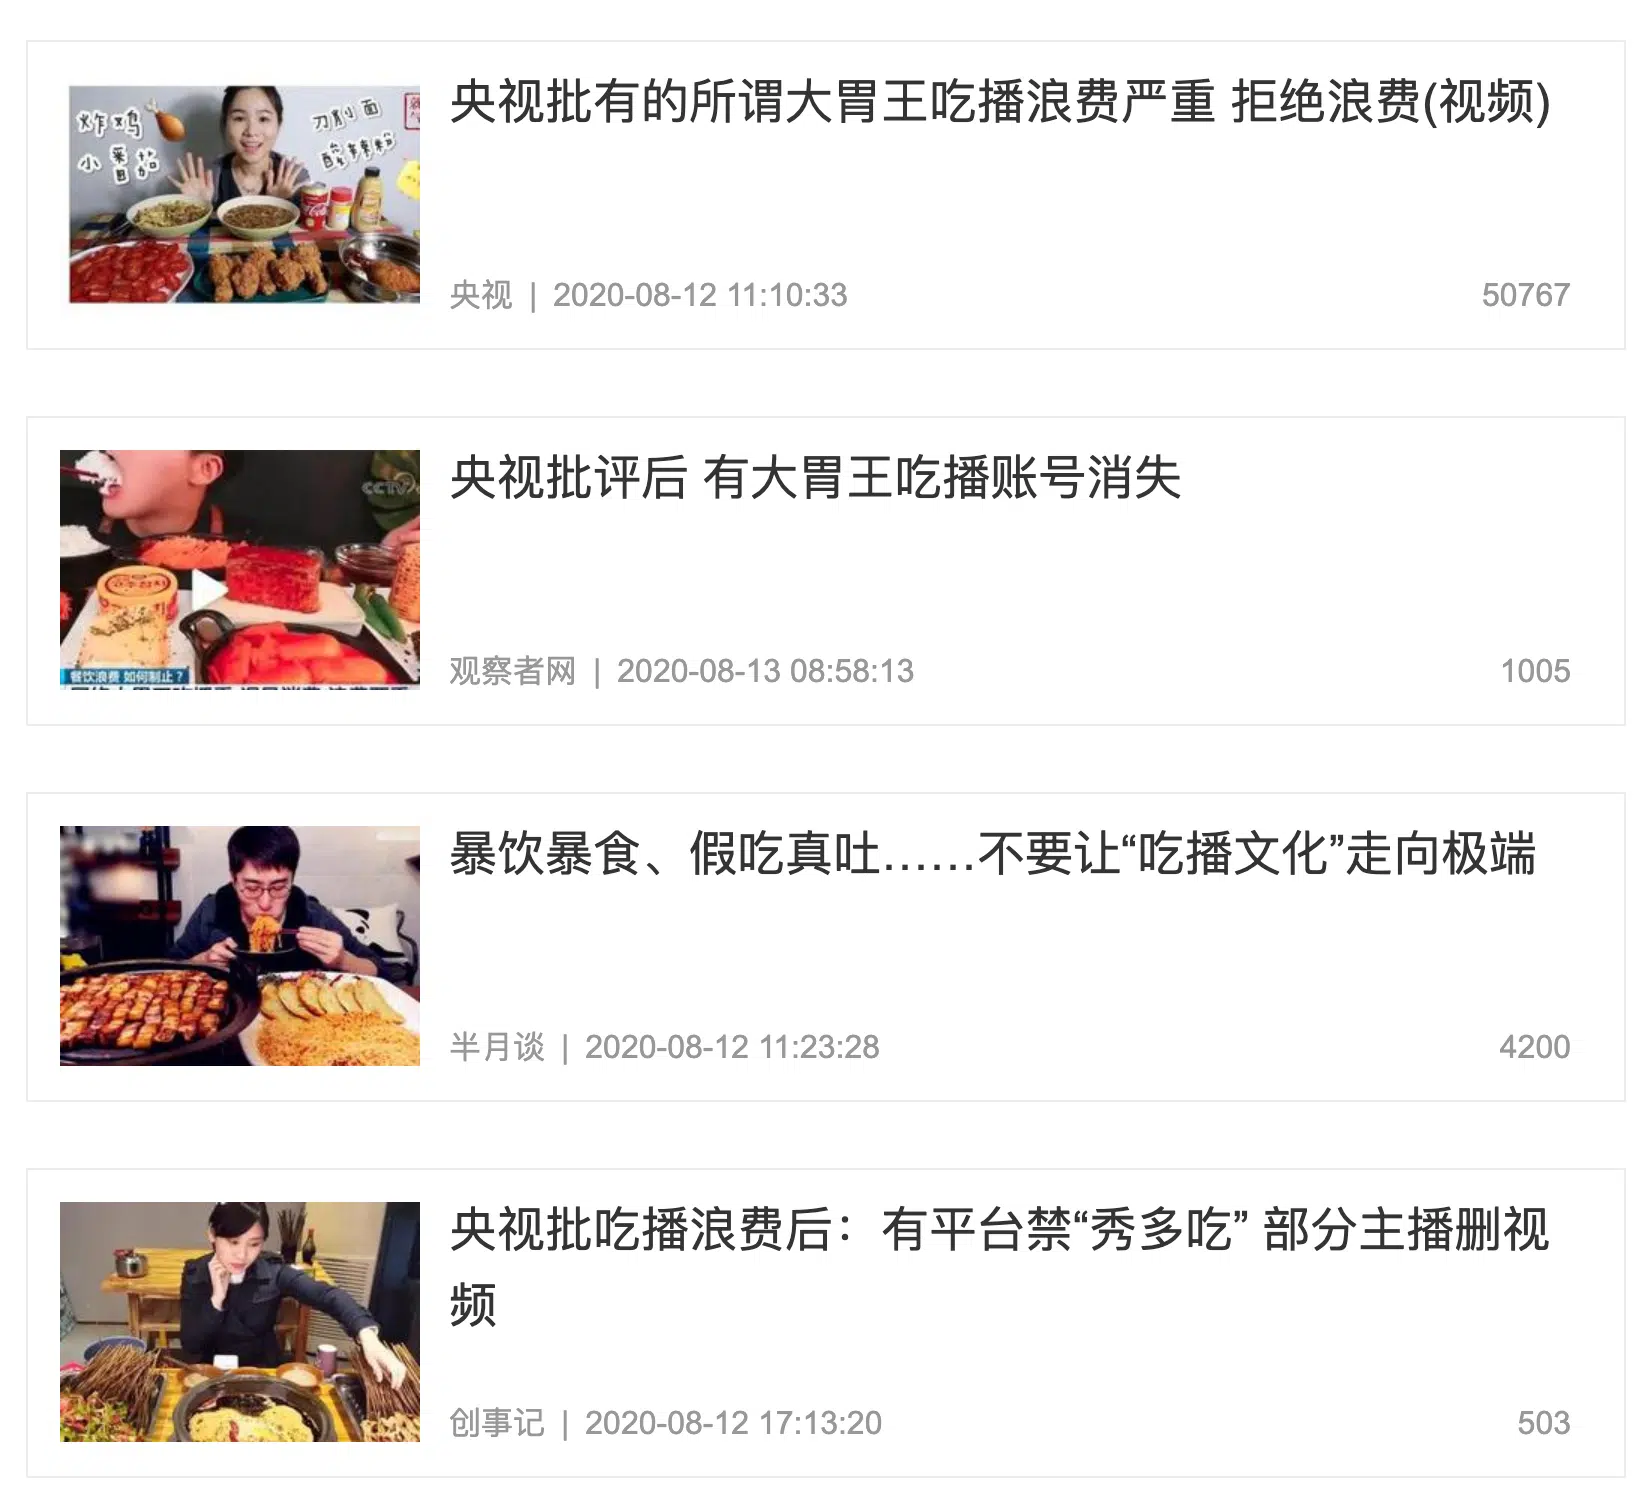 央视批有的所谓大胃王吃播浪费严重 拒绝浪费(视频)
炸鸡
小番茄
刀削面
酸辣粉
央视 | 2020-08-12 11:10:33
50767
央视批评后 有大胃王吃播账号消失
CCTV
餐饮浪费 如何制止？
观察者网 | 2020-08-13 08:58:13
1005
暴饮暴食、假吃真吐……不要让“吃播文化”走向极端
半月谈 | 2020-08-12 11:23:28
4200
央视批吃播浪费后：有平台禁“秀多吃” 部分主播删视
频
创事记 | 2020-08-12 17:13:20
503